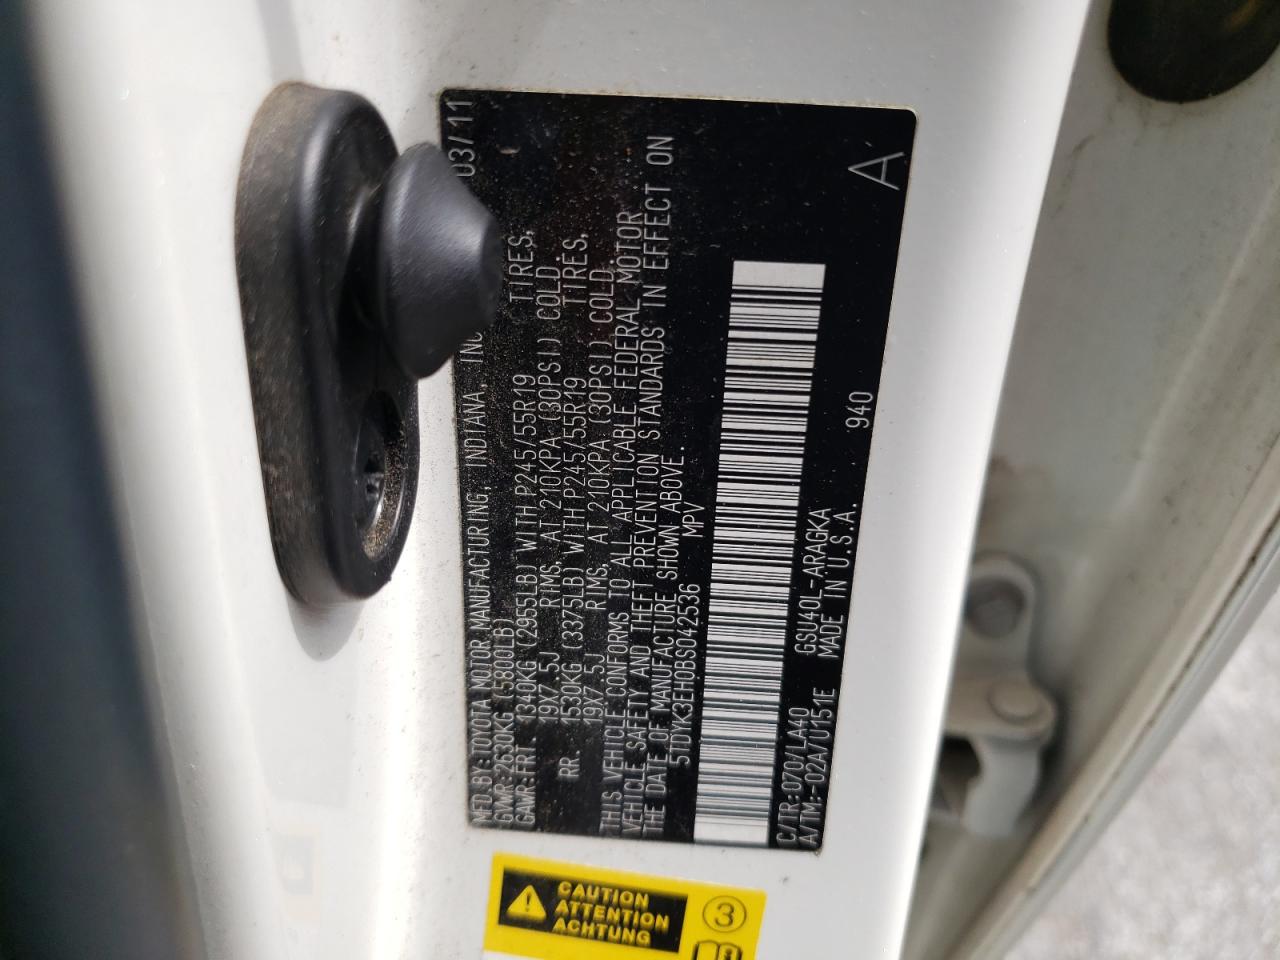 MFD.BY:TOYOTA MOTOR MANUFACTURING, INDIANA, INC 03/11
GVWR 2630KG (5800LB)
GAWR:FRT 1340KG (2955LB) WITH P245/55R19 TIRES,
19X7.5J RIMS, AT 210KPA (30PSI) COLD
RR. 1530KG (3375LB) WITH P245/55R19 TIRES,
19X7.5J RIMS, AT 210KPA (30PSI) COLD.
THIS VEHICLE CONFORMS TO ALL APPLICABLE FEDERAL MOTOR
VEHICLE SAFETY AND THEFT PREVENTION STANDARDS IN EFFECT ON
THE DATE OF MANUFACTURE SHOWN ABOVE.
5TDYK3EH0BS042536 MPV
C/TR:070/LA40 GSU40L-ARAGKA 940 A
A/TM:-02A/U151E MADE IN U.S.A.
CAUTION
ATTENTION
ACHTUNG
3